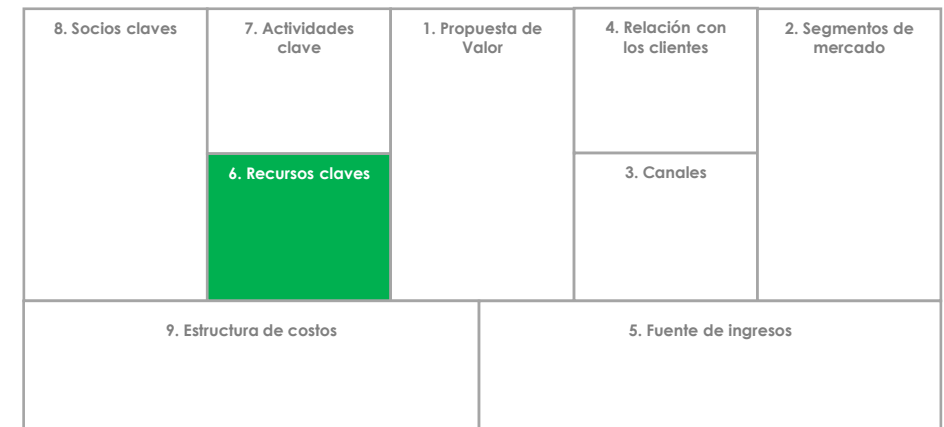 8. Socios claves
7. Actividades
clave
1. Propuesta de
Valor
4. Relación con
los clientes
2. Segmentos de
mercado
6. Recursos claves
3. Canales
9. Estructura de costos
5. Fuente de ingresos